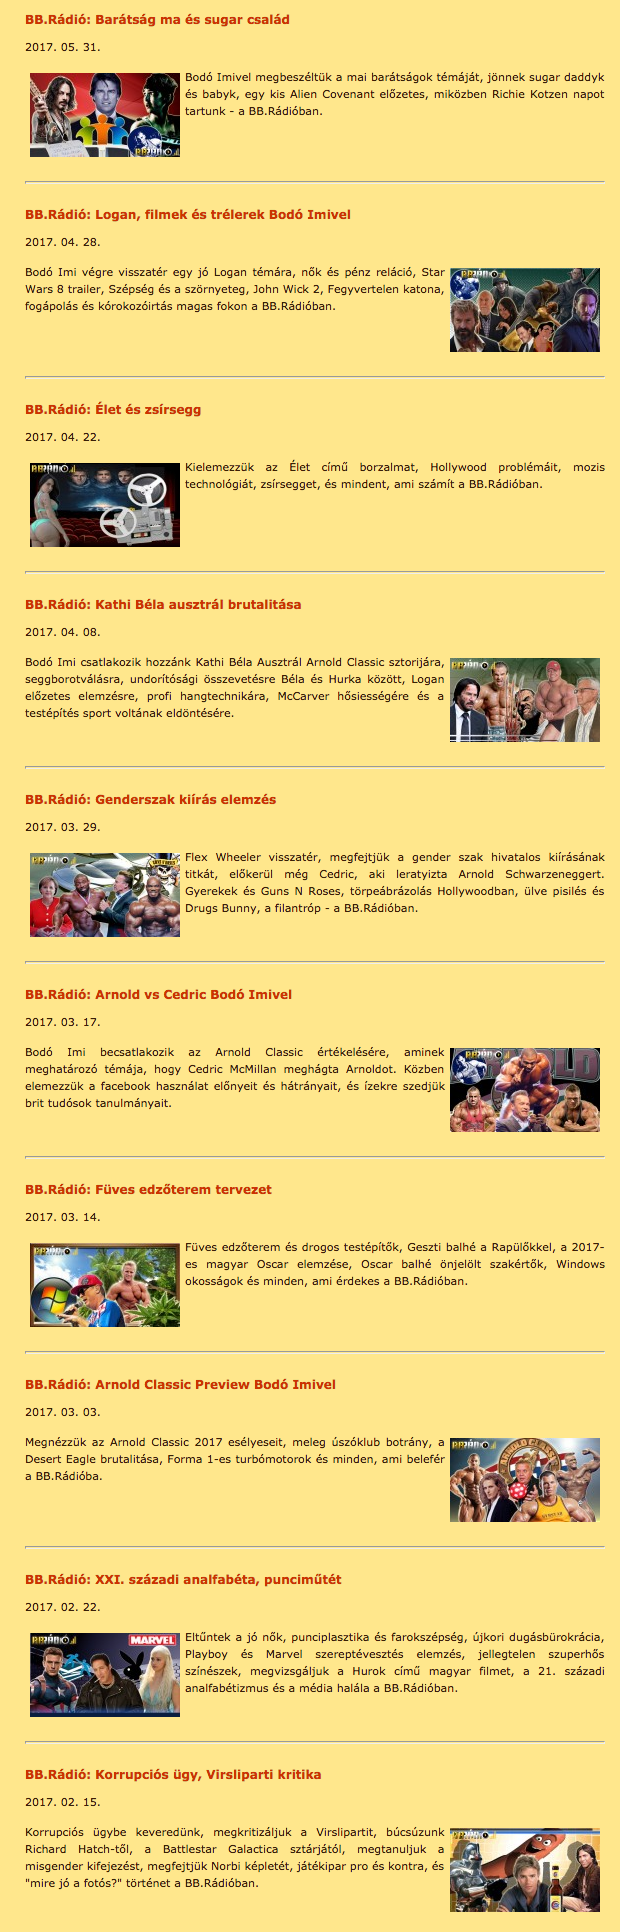 BB.Rádió: Barátság ma és sugar család
2017. 05. 31.
Bodó Imivel megbeszéltük a mai barátságok témáját, jönnek sugar daddyk
és babyk, egy kis Alien Covenant előzetes, miközben Richie Kotzen napot
tartunk - a BB.Rádióban.
BB.Rádió: Logan, filmek és trélerek Bodó Imivel
2017. 04. 28.
Bodó Imi végre visszatér egy jó Logan témára, nők és pénz reláció, Star
Wars 8 trailer, Szépség és a szörnyeteg, John Wick 2, Fegyvertelen katona,
fogápolás és kórokozóirtás magas fokon a BB.Rádióban.
BB.Rádió: Élet és zsírsegg
2017. 04. 22.
Kielemezzük az Élet című borzalmat, Hollywood problémáit, mozis
technológiát, zsírsegget, és mindent, ami számít a BB.Rádióban.
BB.Rádió: Kathi Béla ausztrál brutalitása
2017. 04. 08.
Bodó Imi csatlakozik hozzánk Kathi Béla Ausztrál Arnold Classic sztorijára,
seggborotválásra, undorítósági összevetésre Béla és Hurka között, Logan
előzetes elemzésre, profi hangtechnikára, McCarver hősiességére és a
testépítés sport voltának eldöntésére.
BB.Rádió: Genderszak kiírás elemzés
2017. 03. 29.
Flex Wheeler visszatér, megfejtjük a gender szak hivatalos kiírásának
titkát, előkerül még Cedric, aki leratyizta Arnold Schwarzeneggert.
Gyerekek és Guns N Roses, törpeábrázolás Hollywoodban, ülve pisilés és
Drugs Bunny, a filantróp - a BB.Rádióban.
BB.Rádió: Arnold vs Cedric Bodó Imivel
2017. 03. 17.
Bodó Imi becsatlakozik az Arnold Classic értékelésére, aminek
meghatározó témája, hogy Cedric McMillan meghágta Arnoldot. Közben
elemezzük a facebook használat előnyeit és hátrányait, és ízekre szedjük
brit tudósok tanulmányait.
BB.Rádió: Füves edzőterem tervezet
2017. 03. 14.
Füves edzőterem és drogos testépítők, Geszti balhé a Rapülőkkel, a 2017-
es magyar Oscar elemzése, Oscar balhé önjelölt szakértők, Windows
okosságok és minden, ami érdekes a BB.Rádióban.
BB.Rádió: Arnold Classic Preview Bodó Imivel
2017. 03. 03.
Megnézzük az Arnold Classic 2017 esélyeseit, meleg úszóklub botrány, a
Desert Eagle brutalitása, Forma 1-es turbómotorok és minden, ami belefér
a BB.Rádióba.
BB.Rádió: XXI. századi analfabéta, punciműtét
2017. 02. 22.
MARVEL
Eltűntek a jó nők, punciplasztika és farokszépség, újkori dugásbürokrácia,
Playboy és Marvel szereptévesztés elemzés, jellegtelen szuperhős
színészek, megvizsgáljuk a Hurok című magyar filmet, a 21. századi
analfabétizmus és a média halála a BB.Rádióban.
BB.Rádió: Korrupciós ügy, Virsliparti kritika
2017. 02. 15.
Korrupciós ügybe keveredünk, megkritizáljuk a Virslipartit, búcsúzunk
Richard Hatch-től, a Battlestar Galactica sztárjától, megtanuljuk a
misgender kifejezést, megfejtjük Norbi képletét, játékipar pro és kontra, és
"mire jó a fotós?" történet a BB.Rádióban.